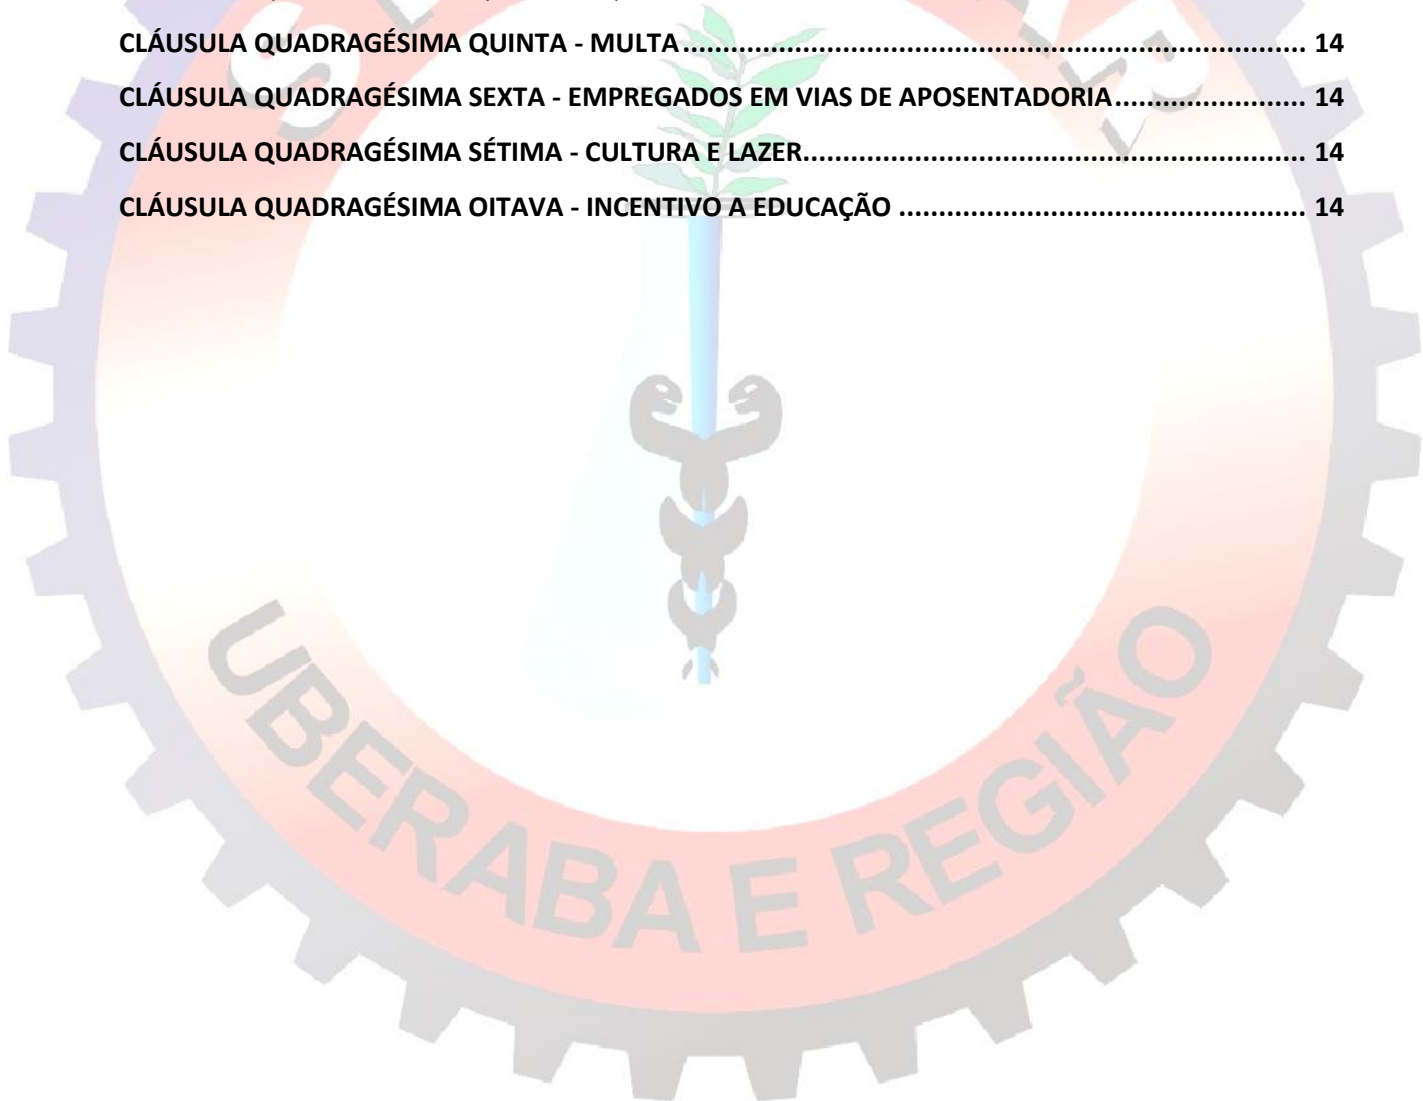 CLÁUSULA QUADRAGÉSIMA QUINTA - MULTA.............................................................................................. 14
CLÁUSULA QUADRAGÉSIMA SEXTA - EMPREGADOS EM VIAS DE APOSENTADORIA........................ 14
CLÁUSULA QUADRAGÉSIMA SÉTIMA - CULTURA E LAZER............................................................................ 14
CLÁUSULA QUADRAGÉSIMA OITAVA - INCENTIVO A EDUCAÇÃO .............................................................. 14
UBERABA E REGIÃO